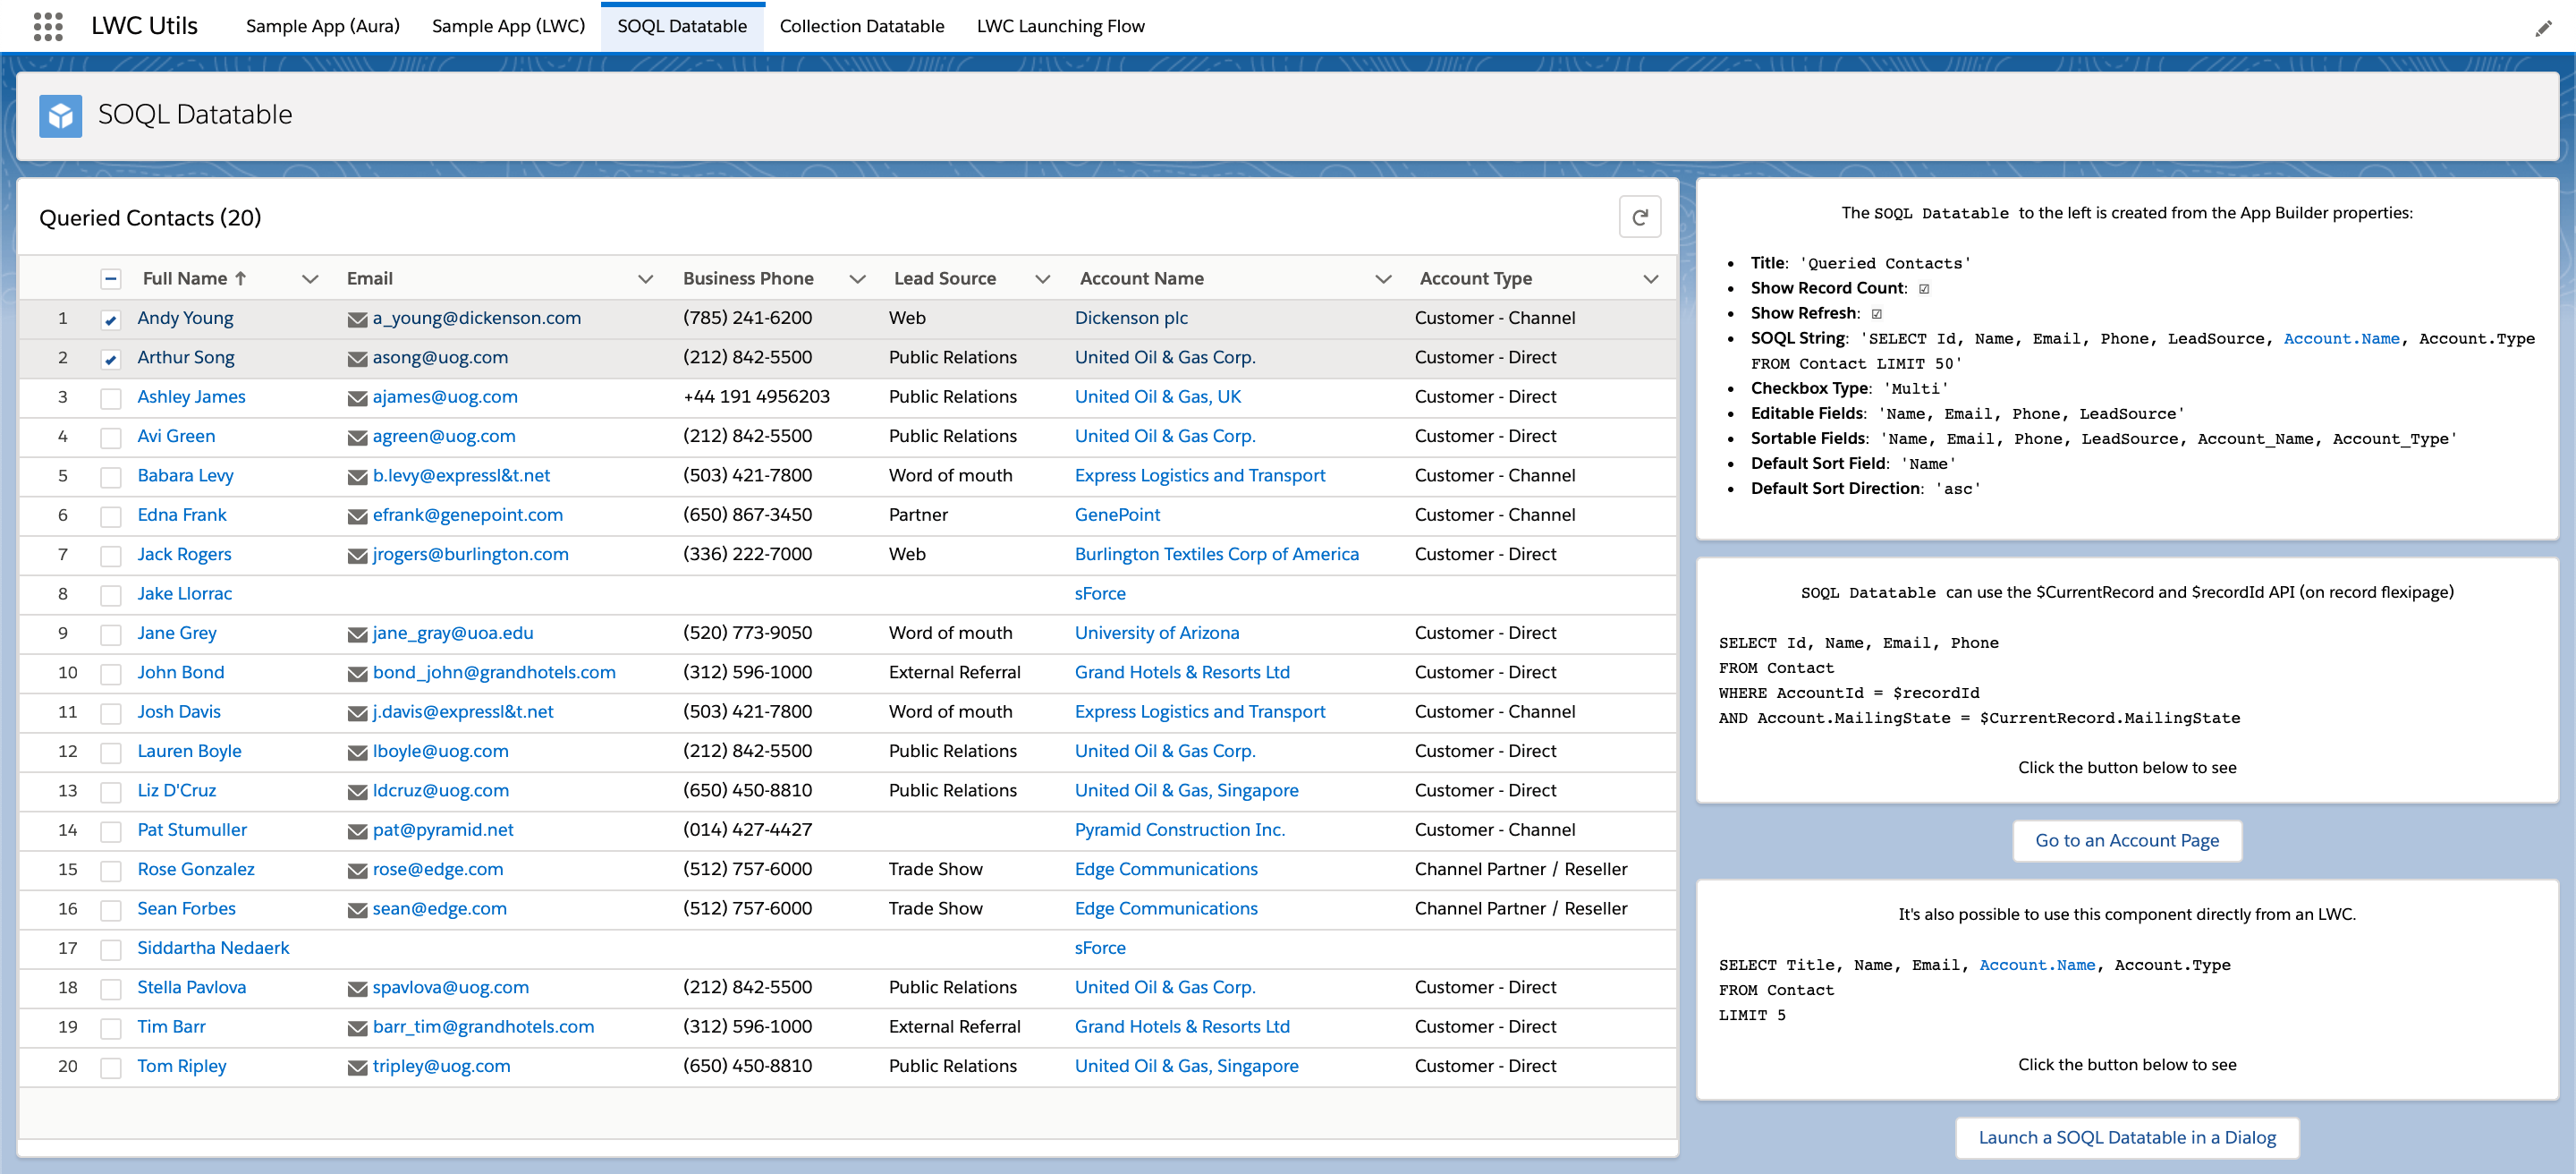 LWC Utils Sample App (Aura) Sample App (LWC) SOQL Datatable Collection Datatable LWC Launching Flow
SOQL Datatable
Queried Contacts (20)
Full Name ↑ Email Business Phone Lead Source Account Name Account Type
1 Andy Young a_young@dickenson.com (785) 241-6200 Web Dickenson plc Customer - Channel
2 Arthur Song asong@uog.com (212) 842-5500 Public Relations United Oil & Gas Corp. Customer - Direct
3 Ashley James ajames@uog.com +44 191 4956203 Public Relations United Oil & Gas, UK Customer - Direct
4 Avi Green agreen@uog.com (212) 842-5500 Public Relations United Oil & Gas Corp. Customer - Direct
5 Babara Levy b.levy@expressl&t.net (503) 421-7800 Word of mouth Express Logistics and Transport Customer - Channel
6 Edna Frank efrank@genepoint.com (650) 867-3450 Partner GenePoint Customer - Channel
7 Jack Rogers jrogers@burlington.com (336) 222-7000 Web Burlington Textiles Corp of America Customer - Direct
8 Jake Llorrac sForce
9 Jane Grey jane_gray@uoa.edu (520) 773-9050 Word of mouth University of Arizona Customer - Direct
10 John Bond bond_john@grandhotels.com (312) 596-1000 External Referral Grand Hotels & Resorts Ltd Customer - Direct
11 Josh Davis j.davis@expressl&t.net (503) 421-7800 Word of mouth Express Logistics and Transport Customer - Channel
12 Lauren Boyle lboyle@uog.com (212) 842-5500 Public Relations United Oil & Gas Corp. Customer - Direct
13 Liz D'Cruz ldcruz@uog.com (650) 450-8810 Public Relations United Oil & Gas, Singapore Customer - Direct
14 Pat Stumuller pat@pyramid.net (014) 427-4427 Pyramid Construction Inc. Customer - Channel
15 Rose Gonzalez rose@edge.com (512) 757-6000 Trade Show Edge Communications Channel Partner / Reseller
16 Sean Forbes sean@edge.com (512) 757-6000 Trade Show Edge Communications Channel Partner / Reseller
17 Siddartha Nedaerk sForce
18 Stella Pavlova spavlova@uog.com (212) 842-5500 Public Relations United Oil & Gas Corp. Customer - Direct
19 Tim Barr barr_tim@grandhotels.com (312) 596-1000 External Referral Grand Hotels & Resorts Ltd Customer - Direct
20 Tom Ripley tripley@uog.com (650) 450-8810 Public Relations United Oil & Gas, Singapore Customer - Direct
The SOQL Datatable to the left is created from the App Builder properties:
• Title: 'Queried Contacts'
• Show Record Count: ☑
• Show Refresh: ☑
• SOQL String: 'SELECT Id, Name, Email, Phone, LeadSource, Account.Name, Account.Type
FROM Contact LIMIT 50'
• Checkbox Type: 'Multi'
• Editable Fields: 'Name, Email, Phone, LeadSource'
• Sortable Fields: 'Name, Email, Phone, LeadSource, Account_Name, Account_Type'
• Default Sort Field: 'Name'
• Default Sort Direction: 'asc'
SOQL Datatable can use the $CurrentRecord and $recordId API (on record flexipage)
SELECT Id, Name, Email, Phone
FROM Contact
WHERE AccountId = $recordId
AND Account.MailingState = $CurrentRecord.MailingState
Click the button below to see
Go to an Account Page
It's also possible to use this component directly from an LWC.
SELECT Title, Name, Email, Account.Name, Account.Type
FROM Contact
LIMIT 5
Click the button below to see
Launch a SOQL Datatable in a Dialog